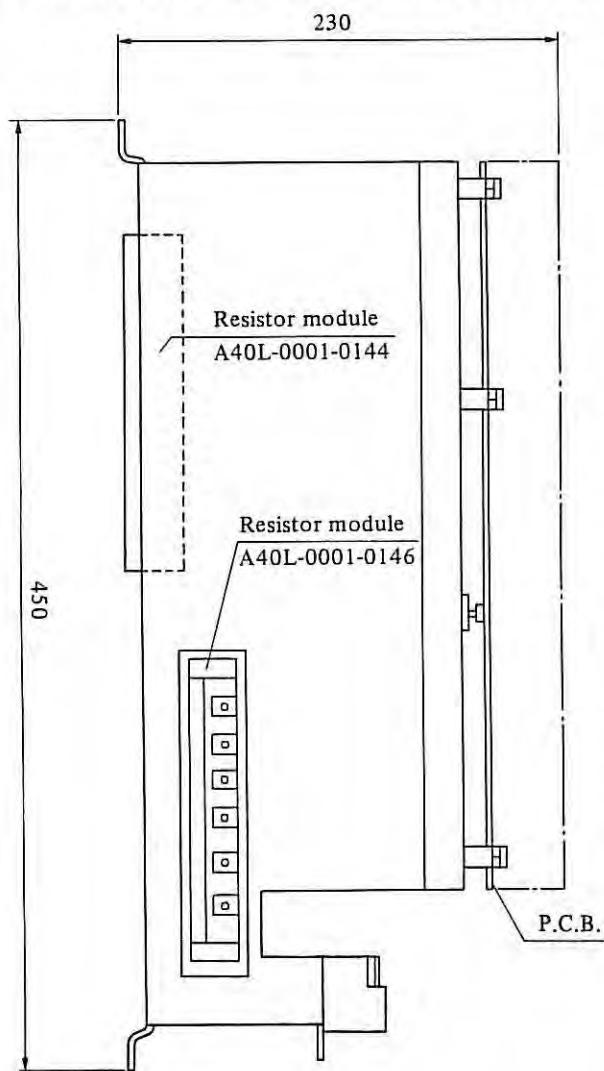 230
Resistor module
A40L-0001-0144
Resistor module
A40L-0001-0146
450
P.C.B.